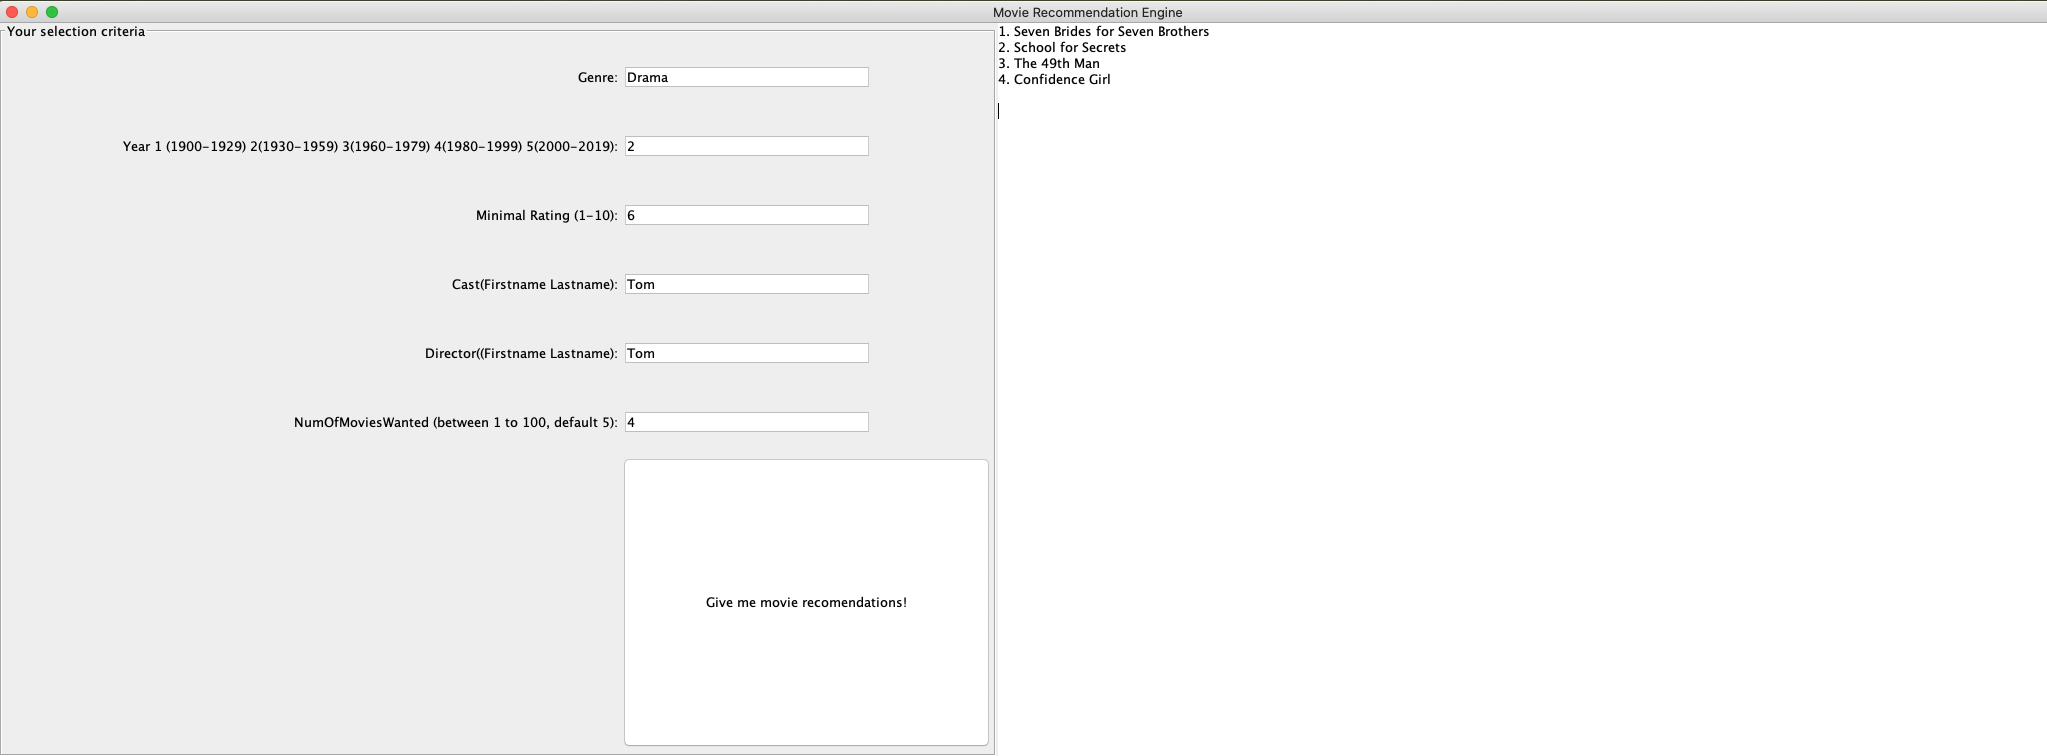 Movie Recommendation Engine
Your selection criteria
Genre: Drama
Year 1 (1900-1929) 2(1930-1959) 3(1960-1979) 4(1980-1999) 5(2000-2019): 2
Minimal Rating (1-10): 6
Cast(Firstname Lastname): Tom
Director((Firstname Lastname): Tom
NumOfMoviesWanted (between 1 to 100, default 5): 4
Give me movie recomendations!
1. Seven Brides for Seven Brothers
2. School for Secrets
3. The 49th Man
4. Confidence Girl